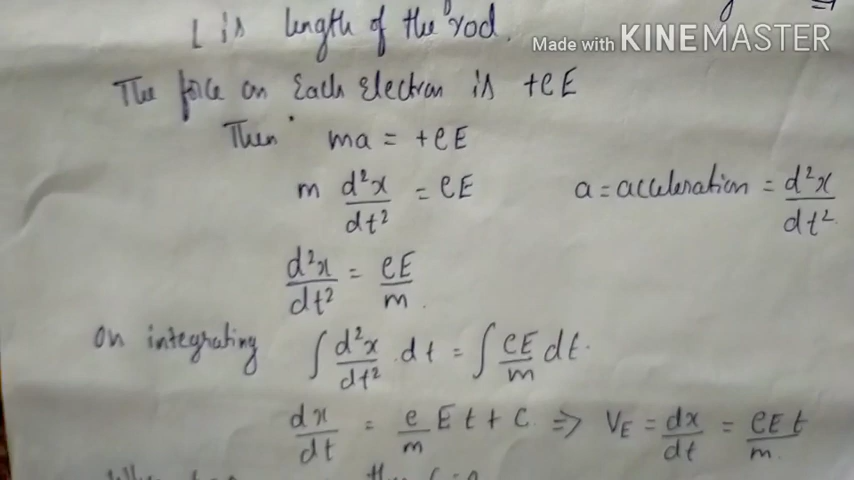 L is length of the rod.
Made with KINEMASTER
The force on Each Electron is +eE
Then ma = +eE
m d²x/dt² = eE a = accleration = d²x/dt²
d²x/dt² = eE/m.
On integrating ∫ d²x/dt² . dt = ∫ eE/m dt.
dx/dt = e/m E t + C ⇒ V_E = dx/dt = eEt/m.